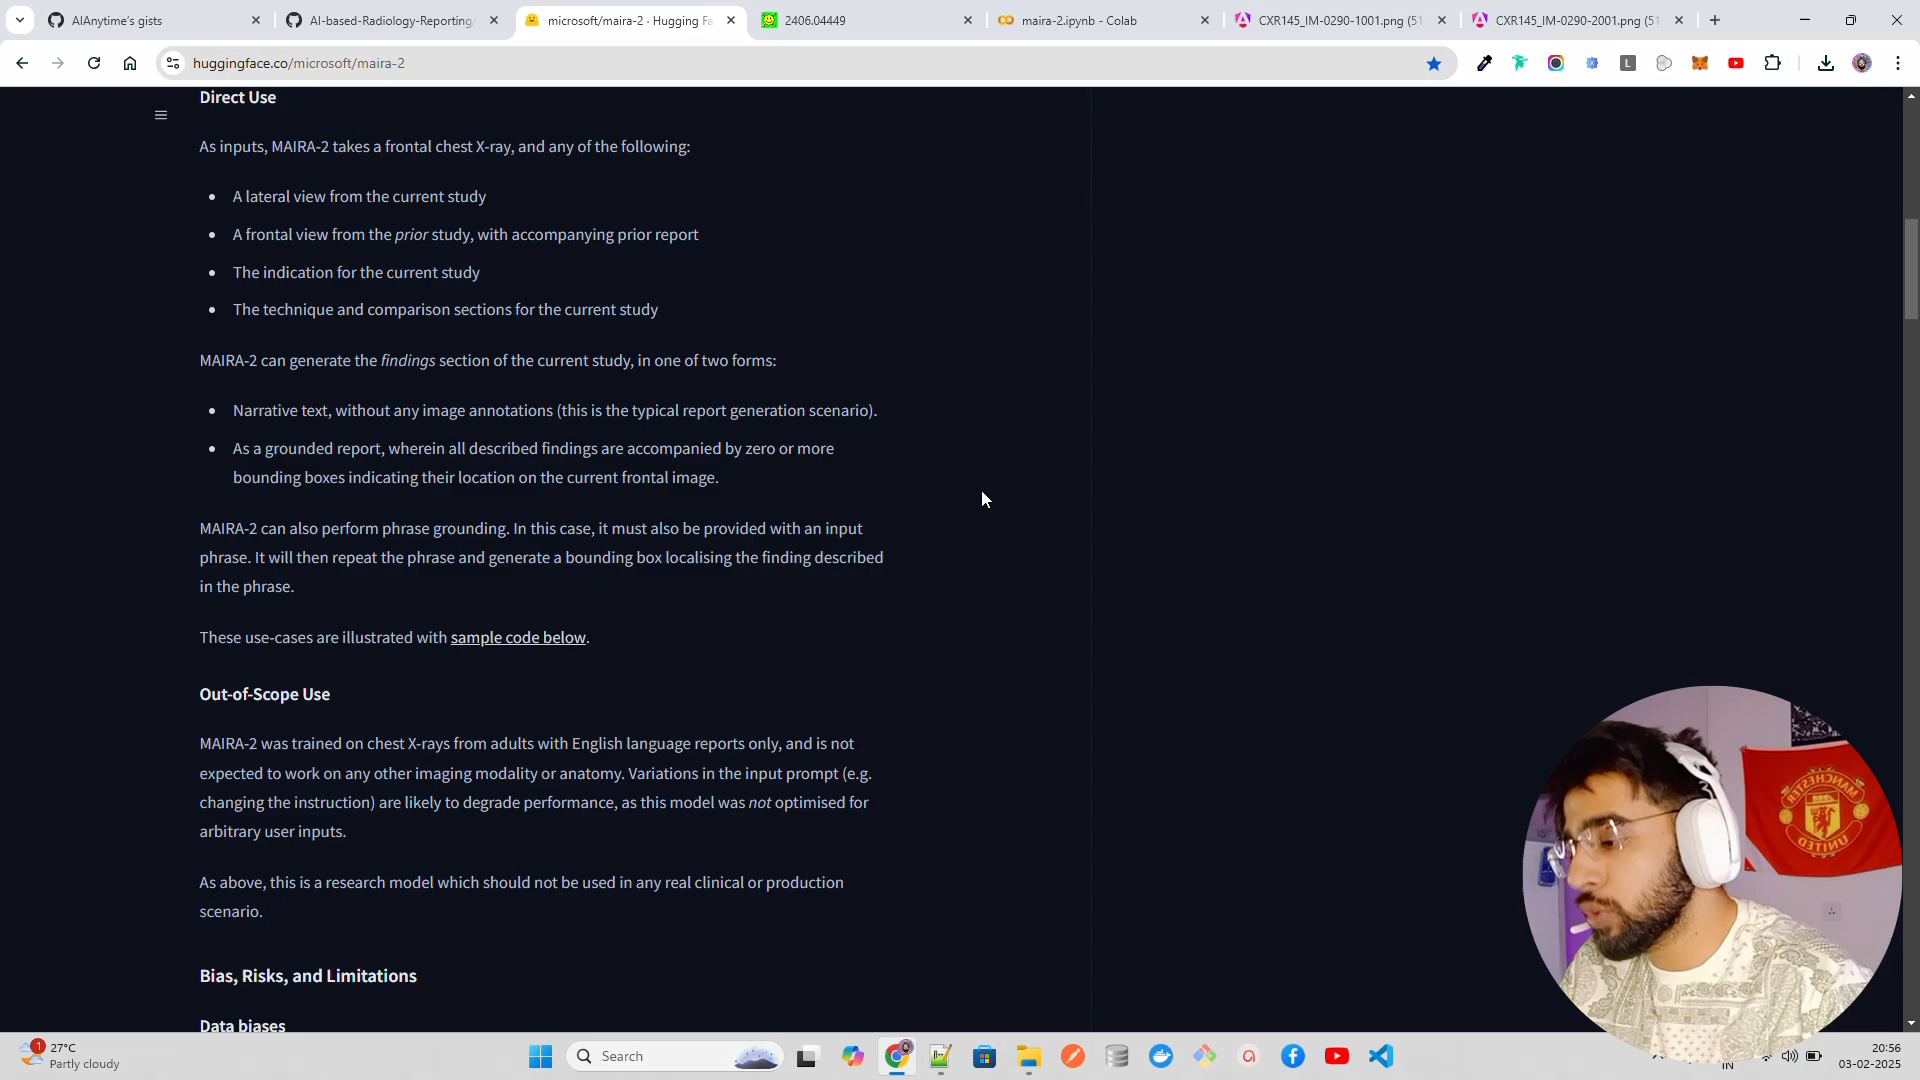 AIAnytime's gists
AI-based-Radiology-Reporting
microsoft/maira-2 · Hugging Fa
2406.04449
maira-2.ipynb - Colab
CXR145_IM-0290-1001.png (51
CXR145_IM-0290-2001.png (51
huggingface.co/microsoft/maira-2
L
Direct Use
As inputs, MAIRA-2 takes a frontal chest X-ray, and any of the following:
A lateral view from the current study
A frontal view from the prior study, with accompanying prior report
The indication for the current study
The technique and comparison sections for the current study
MAIRA-2 can generate the findings section of the current study, in one of two forms:
Narrative text, without any image annotations (this is the typical report generation scenario).
As a grounded report, wherein all described findings are accompanied by zero or more
bounding boxes indicating their location on the current frontal image.
MAIRA-2 can also perform phrase grounding. In this case, it must also be provided with an input
phrase. It will then repeat the phrase and generate a bounding box localising the finding described
in the phrase.
These use-cases are illustrated with sample code below.
Out-of-Scope Use
MAIRA-2 was trained on chest X-rays from adults with English language reports only, and is not
expected to work on any other imaging modality or anatomy. Variations in the input prompt (e.g.
changing the instruction) are likely to degrade performance, as this model was not optimised for
arbitrary user inputs.
As above, this is a research model which should not be used in any real clinical or production
scenario.
Bias, Risks, and Limitations
Data biases
MANCHESTER
UNITED
1
27°C
Partly cloudy
Search
IN
20:56
03-02-2025